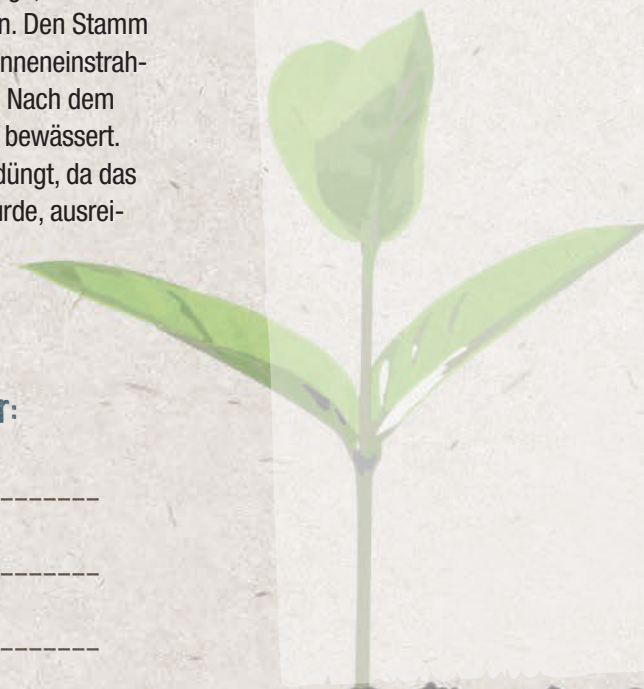 n. Den Stamm
nneneinstrah-
Nach dem
bewässert.
düngt, da das
urde, ausrei-
r: